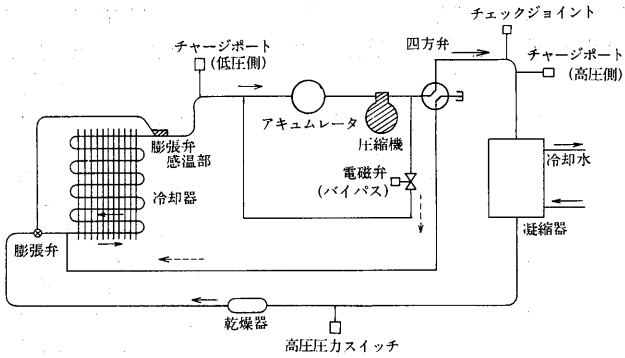 チェックジョイント
四方弁
チャージポート
(低圧側)
チャージポート
(高圧側)
アキュムレータ
圧縮機
膨張弁
感温部
電磁弁
(バイパス)
冷却水
冷却器
凝縮器
膨張弁
乾燥器
高圧圧力スイッチ